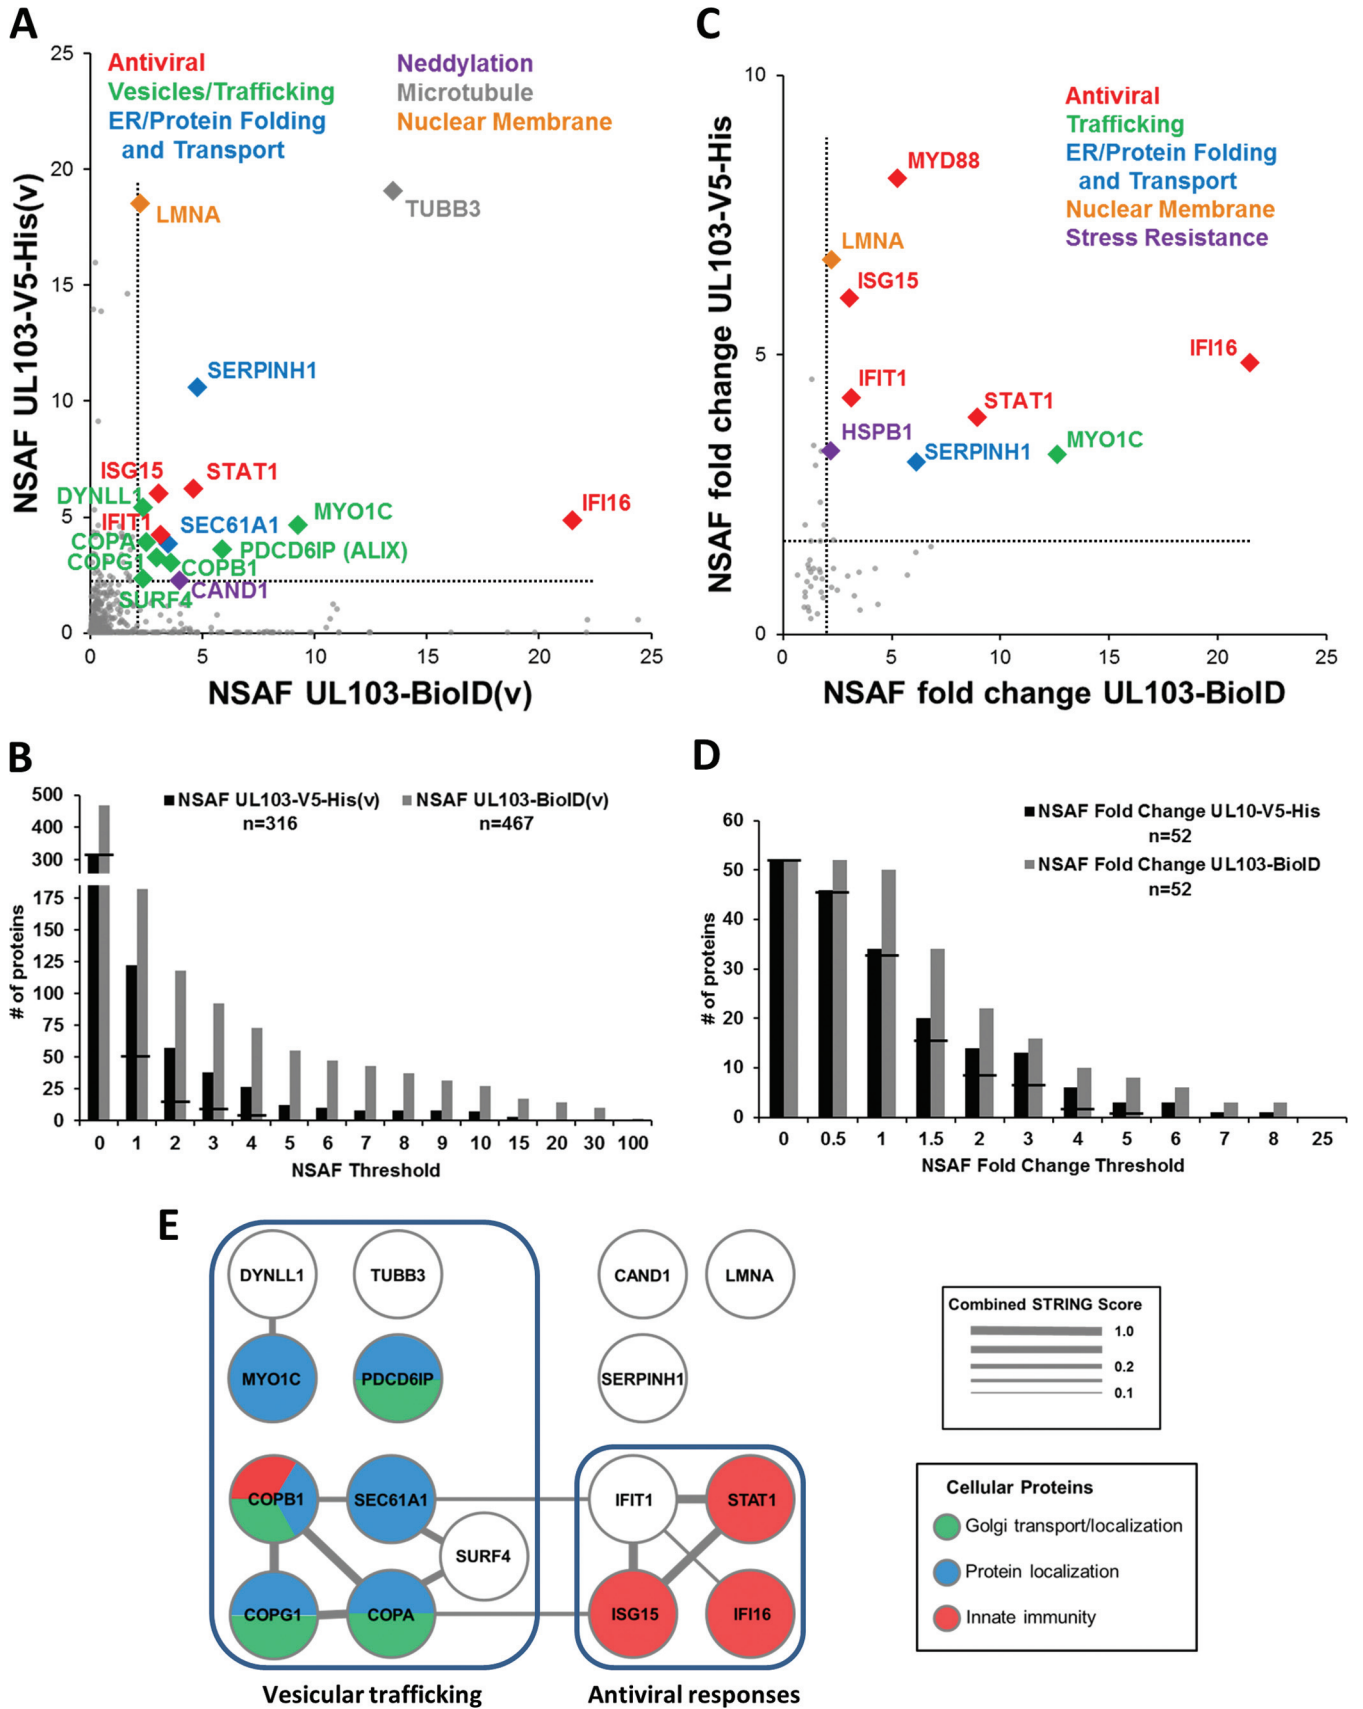 A
25
20
15
10
5
0
NSAF UL103-V5-His(v)
Antiviral
Vesicles/Trafficking
ER/Protein Folding
and Transport
Neddylation
Microtubule
Nuclear Membrane
LMNA
TUBB3
SERPINH1
ISG15
STAT1
DYNLL1
IFIT1
SEC61A1
MYO1C
IFI16
COPA
PDCD6IP (ALIX)
COPG1
COPB1
SURF4
CAND1
0 5 10 15 20 25
NSAF UL103-BioID(v)
C
10
5
0
NSAF fold change UL103-V5-His
Antiviral
Trafficking
ER/Protein Folding
and Transport
Nuclear Membrane
Stress Resistance
MYD88
LMNA
ISG15
IFI16
IFIT1
STAT1
HSPB1
SERPINH1
MYO1C
0 5 10 15 20 25
NSAF fold change UL103-BioID
B
500
400
300
175
150
125
100
75
50
25
0
# of proteins
NSAF UL103-V5-His(v)
n=316
NSAF UL103-BioID(v)
n=467
0 1 2 3 4 5 6 7 8 9 10 15 20 30 100
NSAF Threshold
D
60
50
40
30
20
10
0
# of proteins
NSAF Fold Change UL10-V5-His
n=52
NSAF Fold Change UL103-BioID
n=52
0 0.5 1 1.5 2 3 4 5 6 7 8 25
NSAF Fold Change Threshold
E
DYNLL1
TUBB3
CAND1
LMNA
MYO1C
PDCD6IP
SERPINH1
COPB1
SEC61A1
IFIT1
STAT1
SURF4
COPG1
COPA
ISG15
IFI16
Vesicular trafficking
Antiviral responses
Combined STRING Score
1.0
0.2
0.1
Cellular Proteins
Golgi transport/localization
Protein localization
Innate immunity